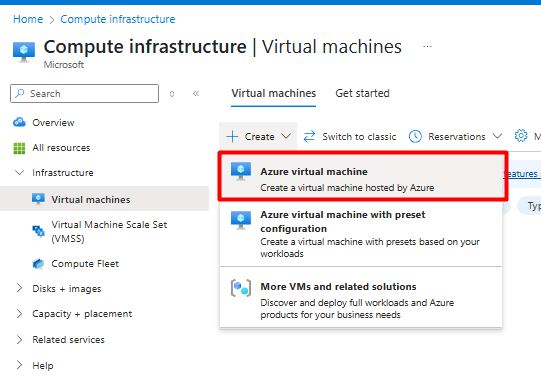 Home > Compute infrastructure
Compute infrastructure | Virtual machines ...
Microsoft
Search
Overview
All resources
Infrastructure
Virtual machines
Virtual Machine Scale Set
(VMSS)
Compute Fleet
Disks + images
Capacity + placement
Related services
Help
Virtual machines Get started
+ Create Switch to classic Reservations M
Azure virtual machine
Create a virtual machine hosted by Azure
Azure virtual machine with preset
configuration
Create a virtual machine with presets based on your
workloads
More VMs and related solutions
Discover and deploy full workloads and Azure
products for your business needs
features
Typ